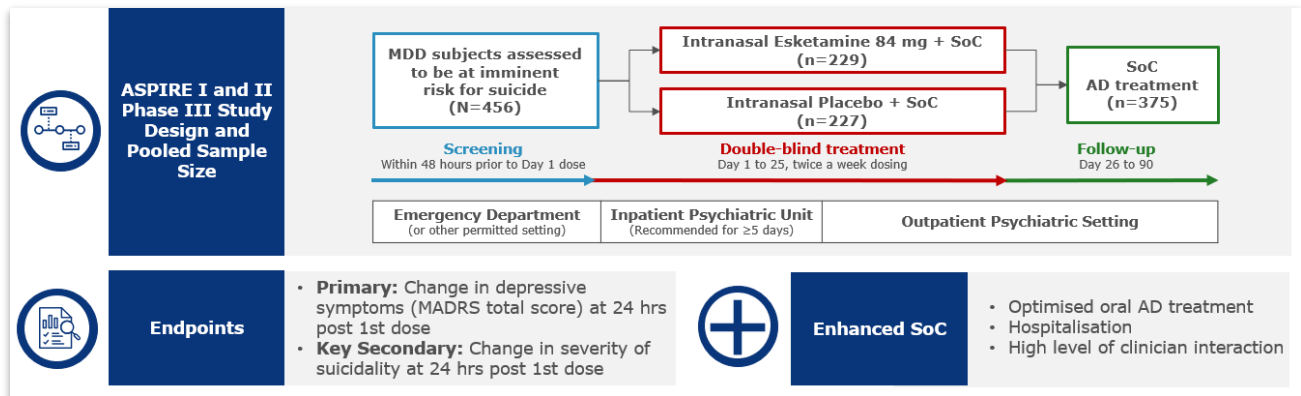 ASPIRE I and II
Phase III Study
Design and
Pooled Sample
Size
MDD subjects assessed
to be at imminent
risk for suicide
(N=456)
Intranasal Esketamine 84 mg + SoC
(n=229)
Intranasal Placebo + SoC
(n=227)
SoC
AD treatment
(n=375)
Screening
Within 48 hours prior to Day 1 dose
Double-blind treatment
Day 1 to 25, twice a week dosing
Follow-up
Day 26 to 90
Emergency Department
(or other permitted setting)
Inpatient Psychiatric Unit
(Recommended for ≥5 days)
Outpatient Psychiatric Setting
Endpoints
• Primary: Change in depressive
symptoms (MADRS total score) at 24 hrs
post 1st dose
• Key Secondary: Change in severity of
suicidality at 24 hrs post 1st dose
Enhanced SoC
• Optimised oral AD treatment
• Hospitalisation
• High level of clinician interaction